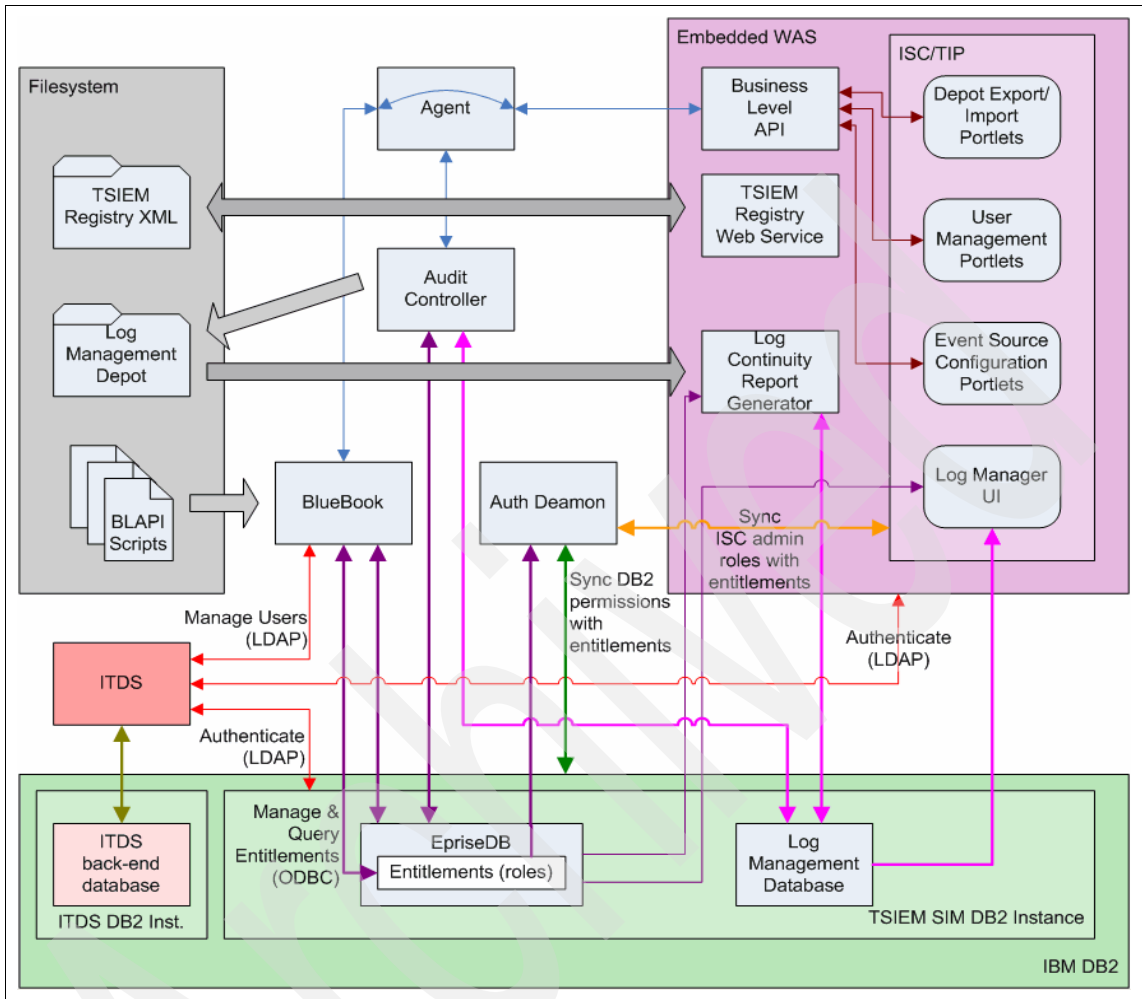 Embedded WAS
ISC/TIP
Filesystem
Agent
Business
Level
API
Depot Export/
Import
Portlets
TSIEM
Registry XML
TSIEM
Registry
Web Service
User
Management
Portlets
Audit
Controller
Log
Management
Depot
Log
Continuity
Report
Generator
Event Source
Configuration
Portlets
BLAPI
Scripts
BlueBook
Auth Deamon
Log Manager
UI
Sync
ISC admin
roles with
entitlements
Sync DB2
permissions
with
entitlements
Manage Users
(LDAP)
Authenticate
(LDAP)
ITDS
Authenticate
(LDAP)
ITDS
back-end
database
ITDS DB2 Inst.
Manage &
Query
Entitlements
(ODBC)
EpriseDB
Entitlements (roles)
Log
Management
Database
TSIEM SIM DB2 Instance
IBM DB2
Archived